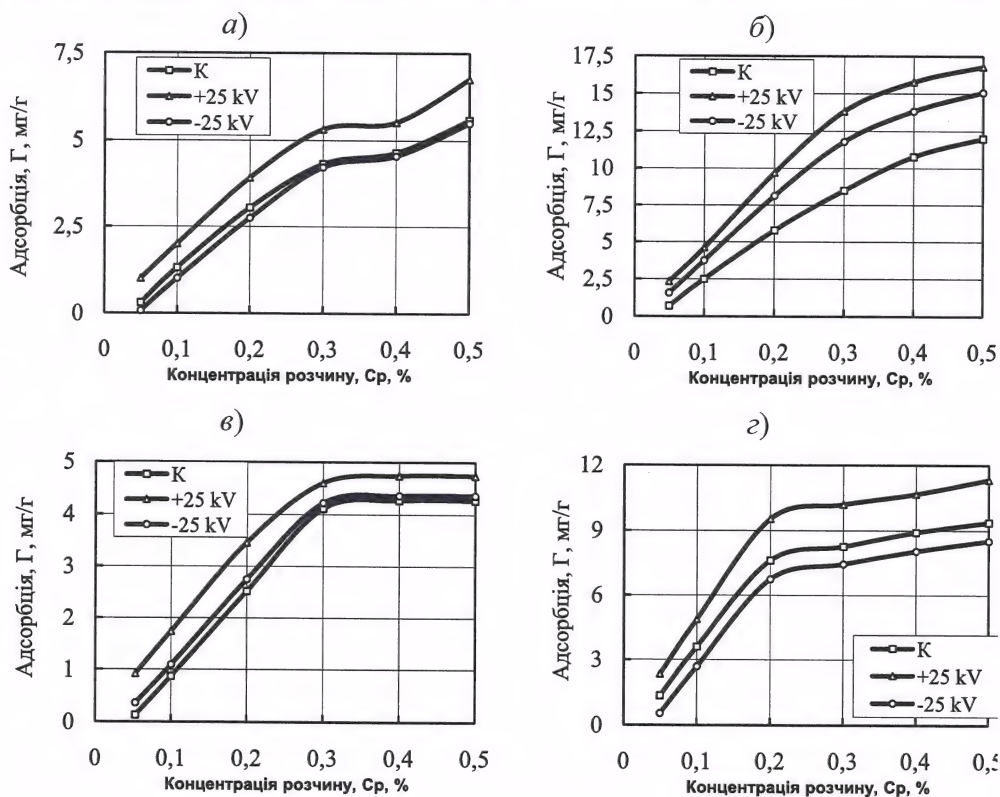 а)
Адсорбція, Г, мг/г
7,5
5
2,5
0
К
+25 kV
-25 kV
0 0,1 0,2 0,3 0,4 0,5
Концентрація розчину, Ср, %
б)
Адсорбція, Г, мг/г
17,5
15
12,5
10
7,5
5
2,5
0
К
+25 kV
-25 kV
0 0,1 0,2 0,3 0,4 0,5
Концентрація розчину, Ср, %
в)
Адсорбція, Г, мг/г
5
4
3
2
1
0
К
+25 kV
-25 kV
0 0,1 0,2 0,3 0,4 0,5
Концентрація розчину, Ср, %
г)
Адсорбція, Г, мг/г
12
9
6
3
0
К
+25 kV
-25 kV
0 0,1 0,2 0,3 0,4 0,5
Концентрація розчину, Ср, %